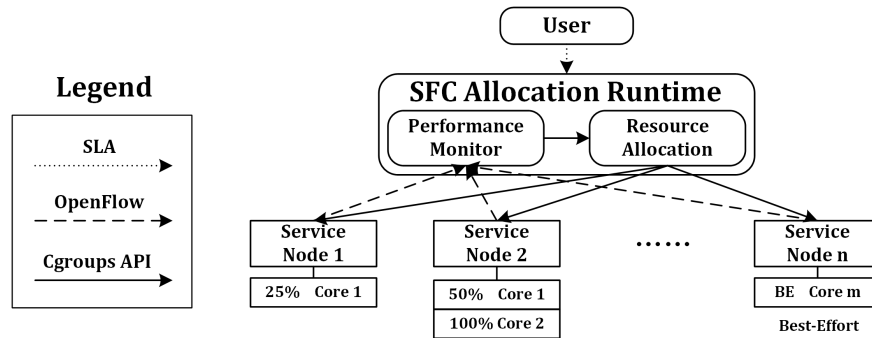 User
Legend
SFC Allocation Runtime
Performance
Monitor
Resource
Allocation
SLA
OpenFlow
Cgroups API
Service
Node 1
Service
Node 2
......
Service
Node n
25% Core 1
50% Core 1
100% Core 2
BE Core m
Best-Effort